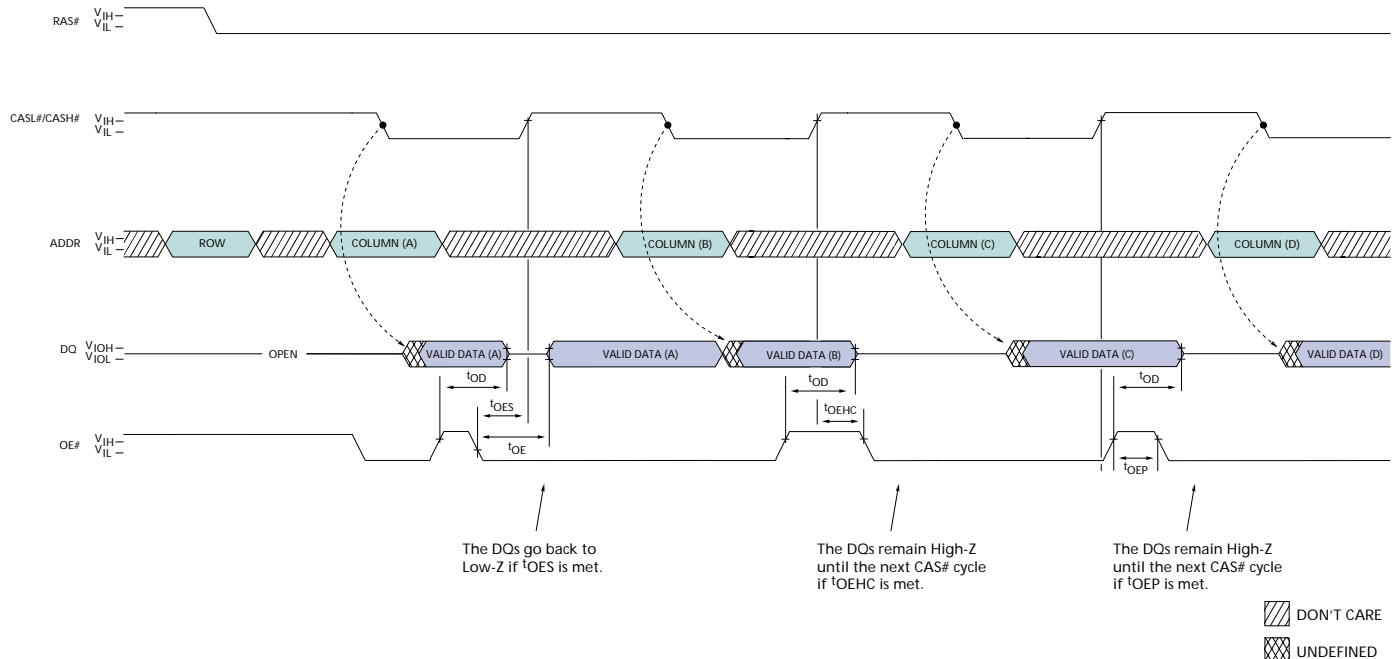 RAS# VIH VIL
CASL#/CASH# VIH VIL
ADDR VIH VIL ROW COLUMN (A) COLUMN (B) COLUMN (C) COLUMN (D)
DQ VIOH VIOL OPEN VALID DATA (A) VALID DATA (A) VALID DATA (B) VALID DATA (C) VALID DATA (D)
tOD tOD tOD
tOES tOEHC
OE# VIH VIL tOE tOEP
The DQs go back to
Low-Z if tOES is met.
The DQs remain High-Z
until the next CAS# cycle
if tOEHC is met.
The DQs remain High-Z
until the next CAS# cycle
if tOEP is met.
DON'T CARE
UNDEFINED